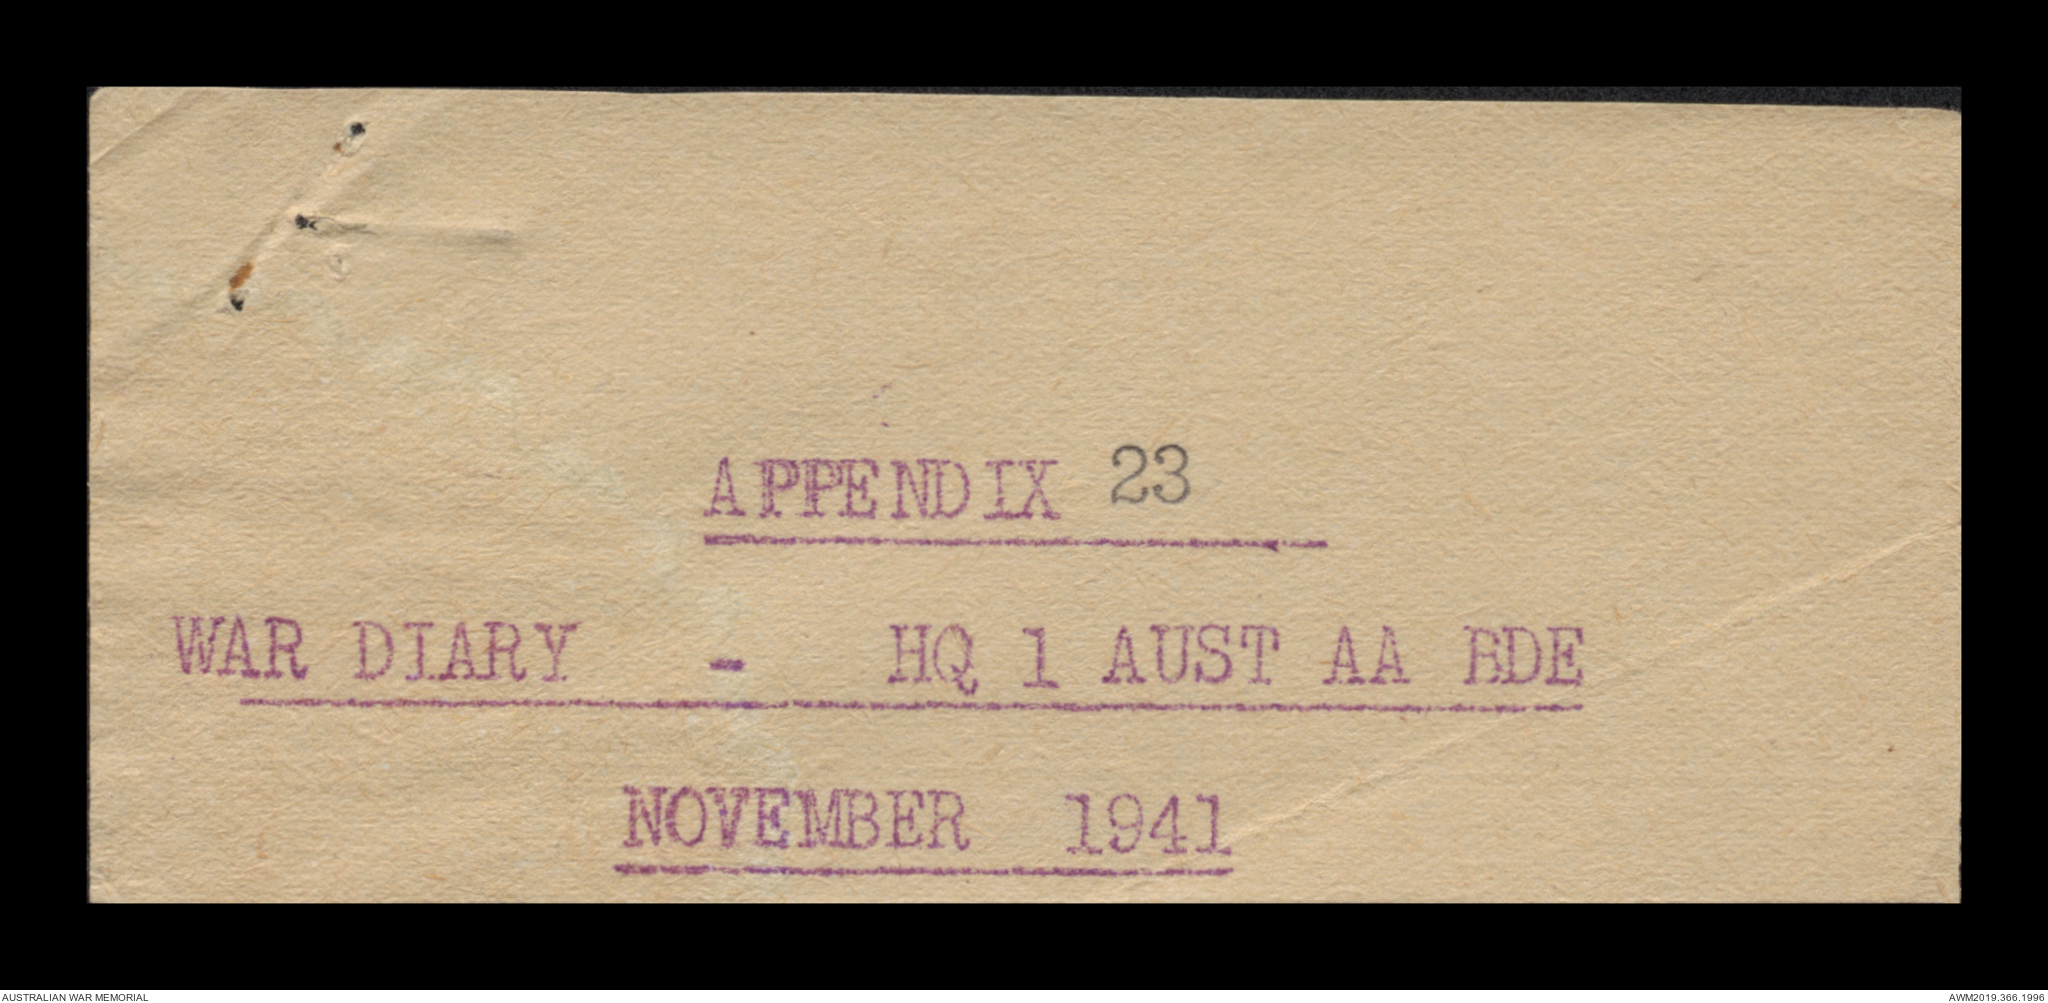 APPENDIX 23
WAR DIARY - HQ 1 AUST AA BDE
NOVEMBER 1941
AUSTRALIAN WAR MEMORIAL
AWM2019.366.1996